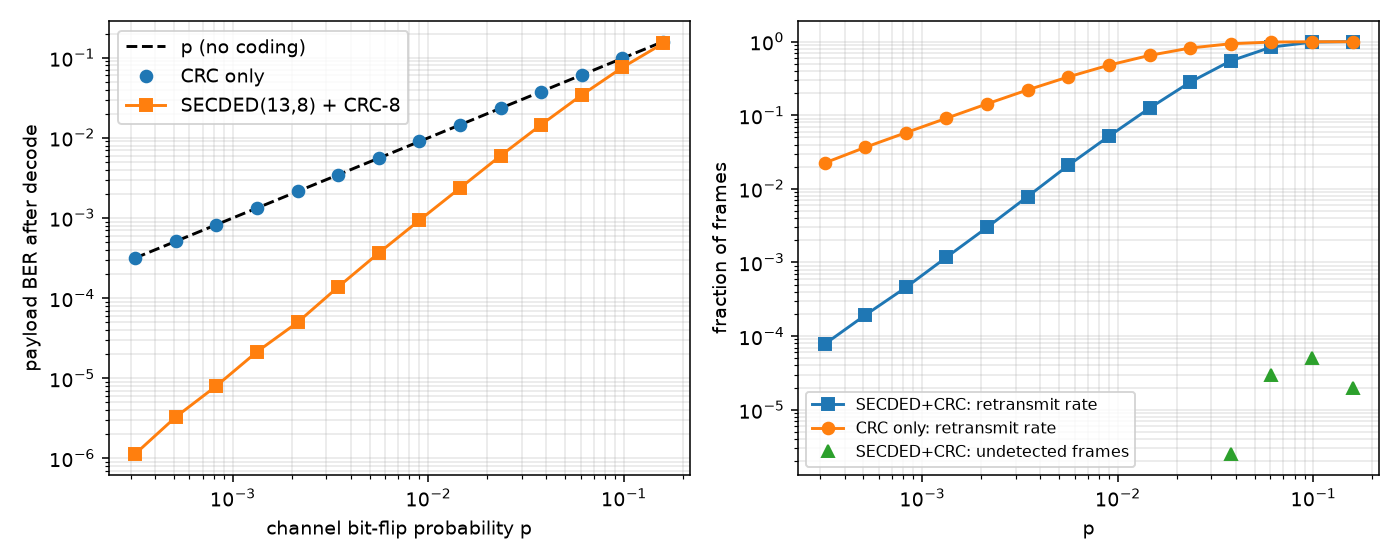 p (no coding)
CRC only
SECDED(13,8) + CRC-8
payload BER after decode
10⁻¹
10⁻²
10⁻³
10⁻⁴
10⁻⁵
10⁻⁶
10⁻³
10⁻²
10⁻¹
channel bit-flip probability p
fraction of frames
10⁰
10⁻¹
10⁻²
10⁻³
10⁻⁴
10⁻⁵
SECDED+CRC: retransmit rate
CRC only: retransmit rate
SECDED+CRC: undetected frames
10⁻³
10⁻²
10⁻¹
p